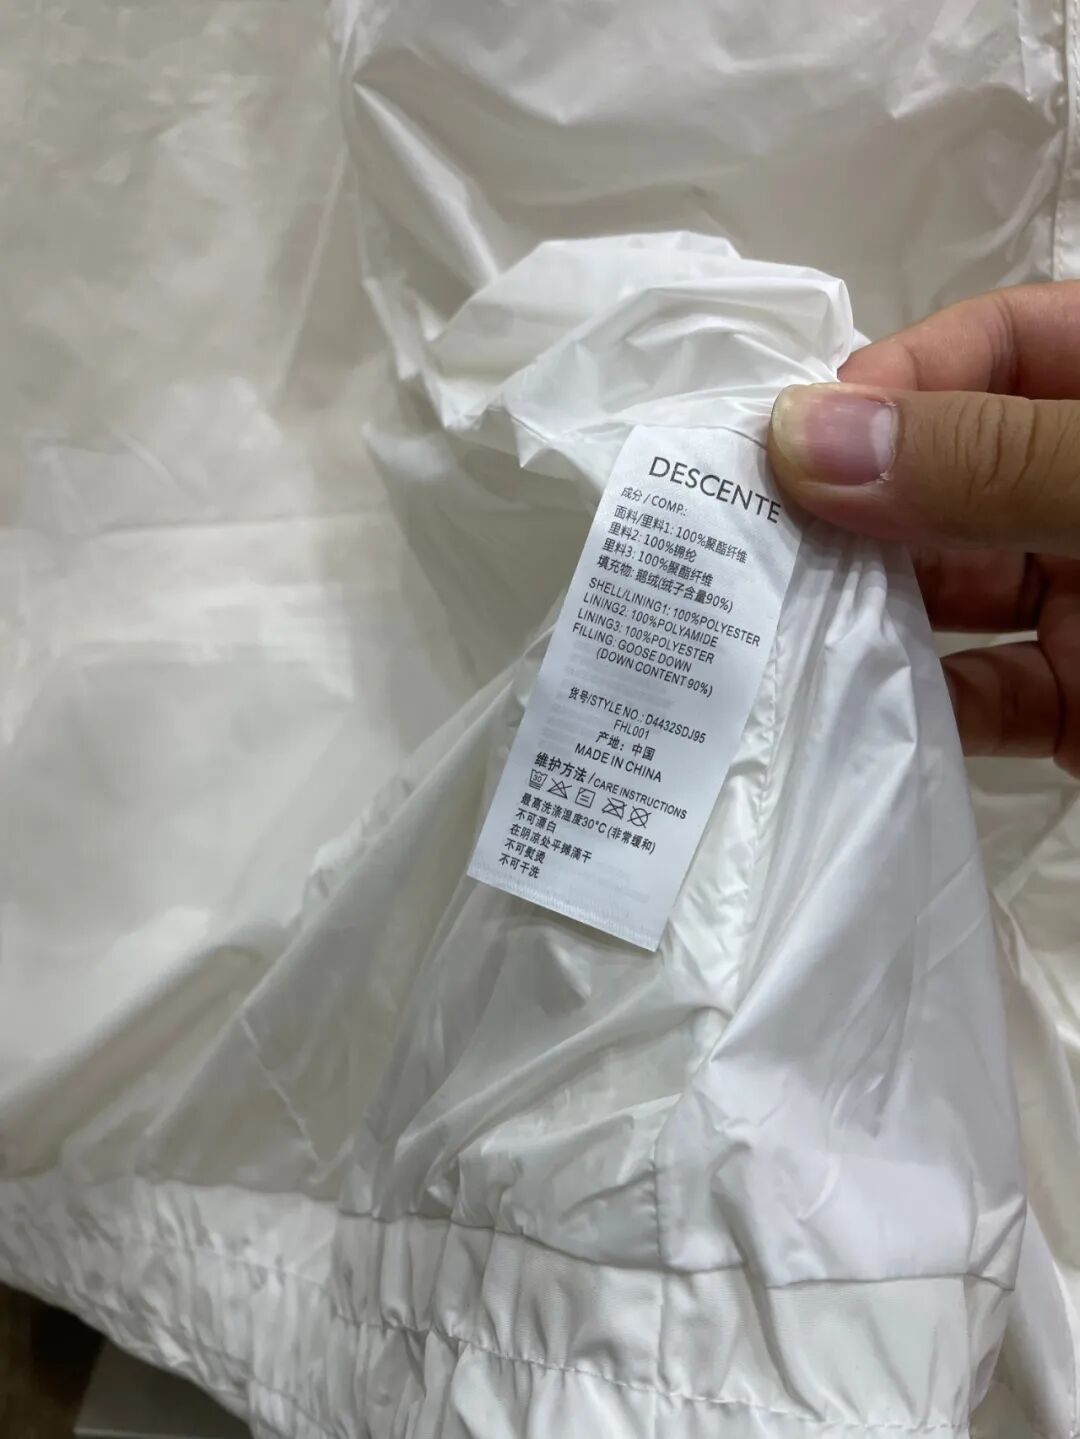 DESCENTE
成分 / COMP.:
面料/里料1: 100%聚酯纤维
里料2: 100%锦纶
里料3: 100%聚酯纤维
填充物: 鹅绒(绒子含量90%)
SHELL/LINING1: 100%POLYESTER
LINING2: 100%POLYAMIDE
LINING3: 100%POLYESTER
FILLING: GOOSE DOWN
(DOWN CONTENT 90%)
货号/STYLE NO.: D4432SDJ95
FHL001
产地: 中国
MADE IN CHINA
维护方法 / CARE INSTRUCTIONS
30
最高洗涤温度30°C (非常缓和)
不可漂白
在阴凉处平摊滴干
不可熨烫
不可干洗